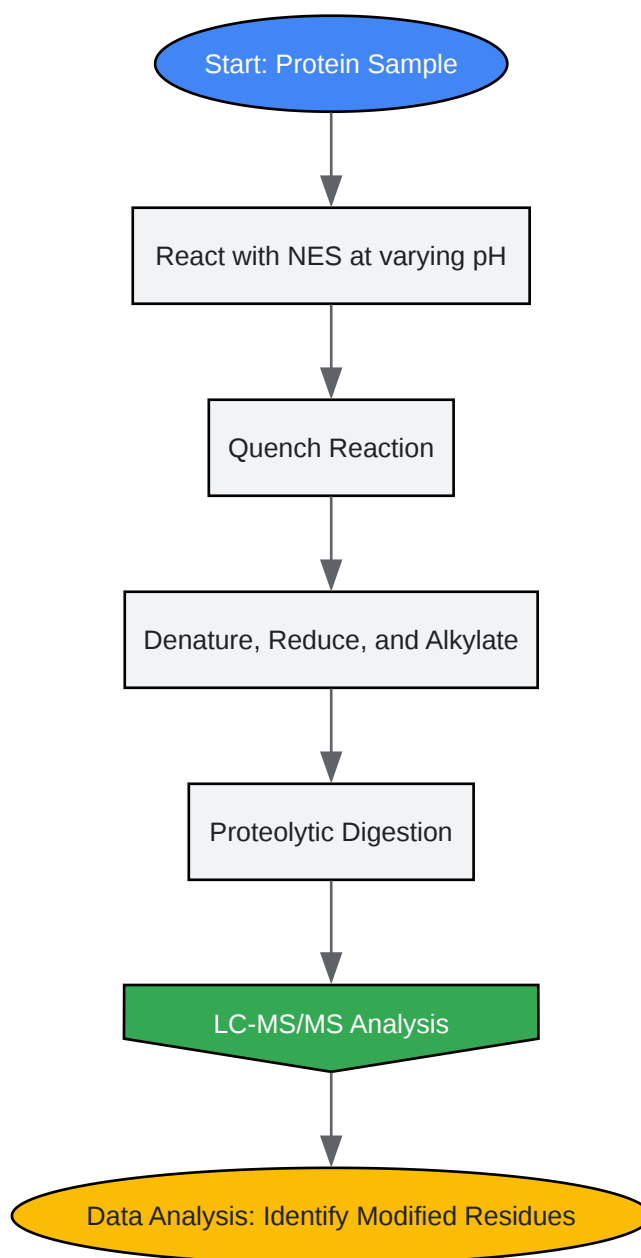 Start: Protein Sample
React with NES at varying pH
Quench Reaction
Denature, Reduce, and Alkylate
Proteolytic Digestion
LC-MS/MS Analysis
Data Analysis: Identify Modified Residues